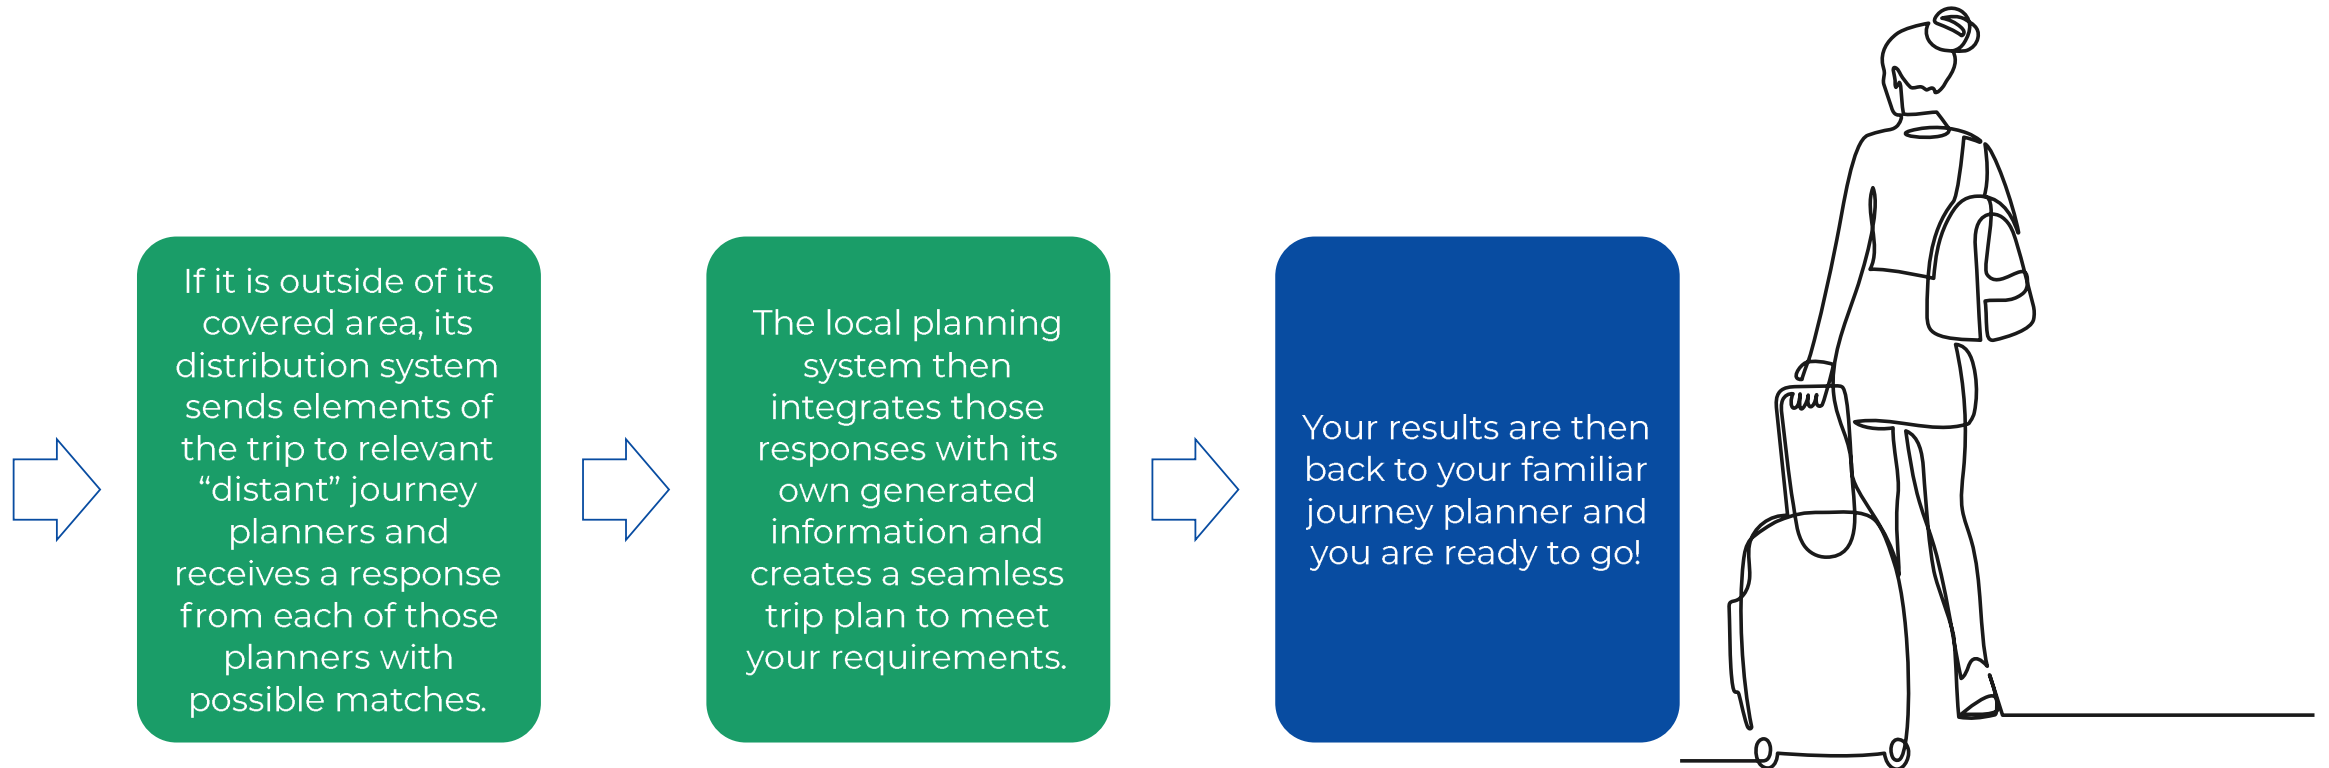 If it is outside of its
covered area, its
distribution system
sends elements of
the trip to relevant
“distant” journey
planners and
receives a response
from each of those
planners with
possible matches.
The local planning
system then
integrates those
responses with its
own generated
information and
creates a seamless
trip plan to meet
your requirements.
Your results are then
back to your familiar
journey planner and
you are ready to go!